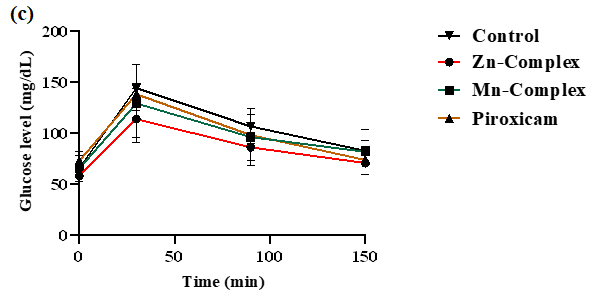 (c)
Glucose level (mg/dL)
200
150
100
50
0
0 50 100 150
Time (min)
Control
Zn-Complex
Mn-Complex
Piroxicam